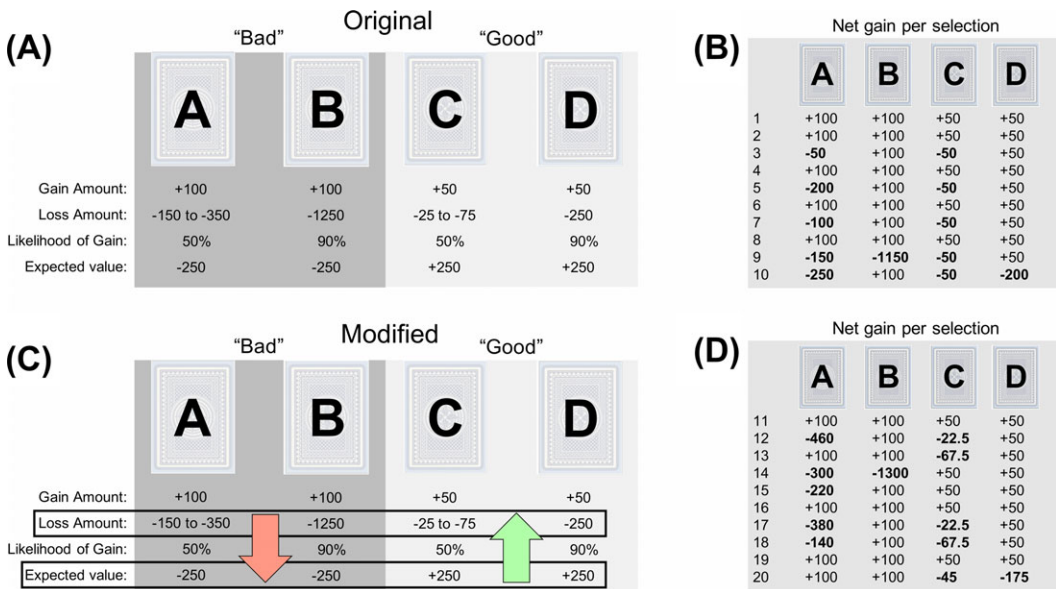 (A)
Original
“Bad” “Good”
A B C D
Gain Amount: +100 +100 +50 +50
Loss Amount: -150 to -350 -1250 -25 to -75 -250
Likelihood of Gain: 50% 90% 50% 90%
Expected value: -250 -250 +250 +250
(B)
Net gain per selection
A B C D
1 +100 +100 +50 +50
2 +100 +100 +50 +50
3 -50 +100 -50 +50
4 +100 +100 +50 +50
5 -200 +100 -50 +50
6 +100 +100 +50 +50
7 -100 +100 -50 +50
8 +100 +100 +50 +50
9 -150 -1150 -50 +50
10 -250 +100 -50 -200
(C)
Modified
“Bad” “Good”
A B C D
Gain Amount: +100 +100 +50 +50
Loss Amount: -150 to -350 -1250 -25 to -75 -250
Likelihood of Gain: 50% 90% 50% 90%
Expected value: -250 -250 +250 +250
(D)
Net gain per selection
A B C D
11 +100 +100 +50 +50
12 -460 +100 -22.5 +50
13 +100 +100 -67.5 +50
14 -300 -1300 +50 +50
15 -220 +100 +50 +50
16 +100 +100 +50 +50
17 -380 +100 -22.5 +50
18 -140 +100 -67.5 +50
19 +100 +100 +50 +50
20 +100 +100 -45 -175